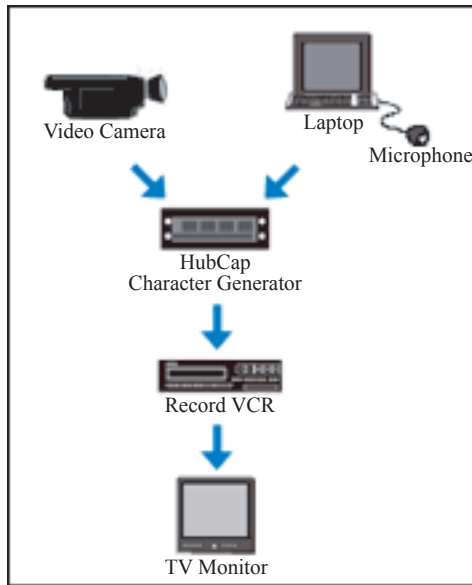 Video Camera
Laptop
Microphone
HubCap
Character Generator
Record VCR
TV Monitor